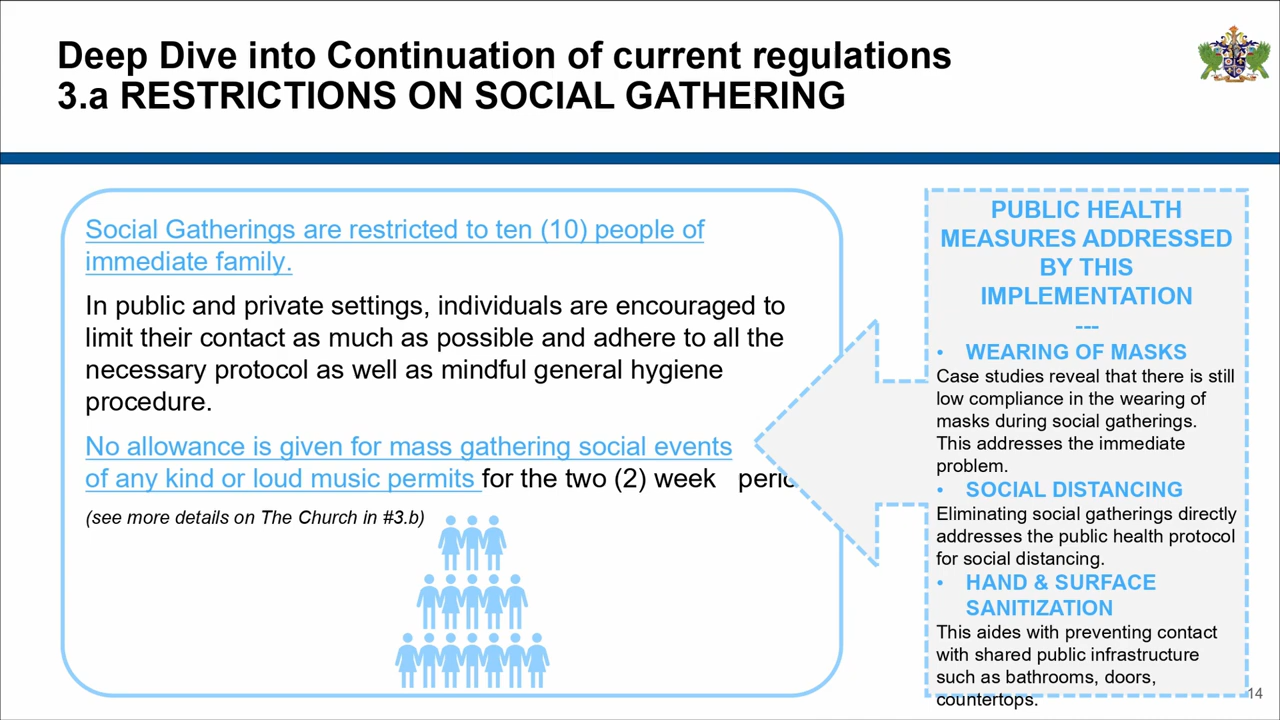 Deep Dive into Continuation of current regulations
3.a RESTRICTIONS ON SOCIAL GATHERING
Social Gatherings are restricted to ten (10) people of
immediate family.
In public and private settings, individuals are encouraged to
limit their contact as much as possible and adhere to all the
necessary protocol as well as mindful general hygiene
procedure.
No allowance is given for mass gathering social events
of any kind or loud music permits for the two (2) week
(see more details on The Church in #3.b)
PUBLIC HEALTH
MEASURES ADDRESSED
BY THIS
IMPLEMENTATION
---
• WEARING OF MASKS
Case studies reveal that there is still
low compliance in the wearing of
masks during social gatherings.
This addresses the immediate
problem.
• SOCIAL DISTANCING
Eliminating social gatherings directly
addresses the public health protocol
for social distancing.
• HAND & SURFACE
SANITIZATION
This aides with preventing contact
with shared public infrastructure
such as bathrooms, doors,
countertops.
14